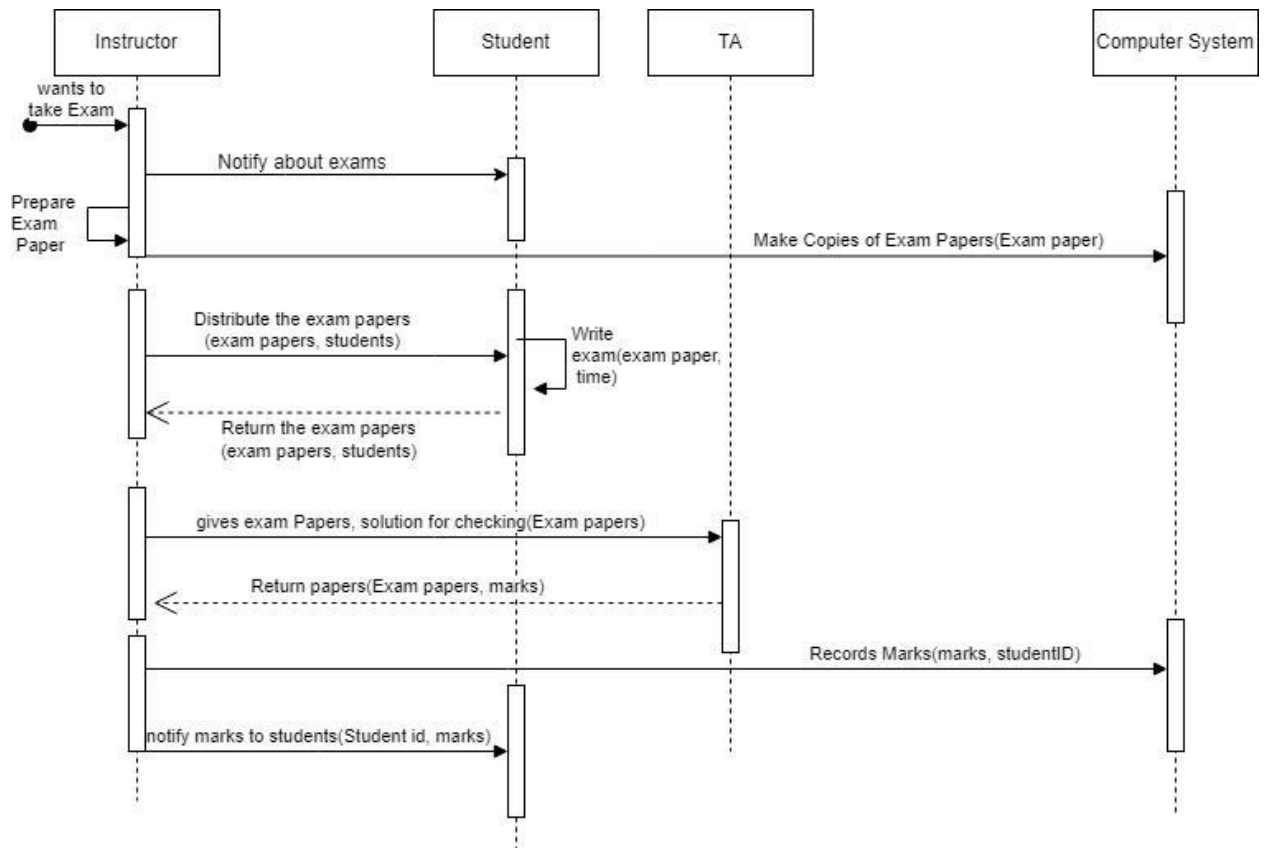 Instructor
Student
TA
Computer System
wants to
take Exam
Notify about exams
Prepare
Exam
Paper
Make Copies of Exam Papers(Exam paper)
Distribute the exam papers
(exam papers, students)
Write
exam(exam paper,
time)
Return the exam papers
(exam papers, students)
gives exam Papers, solution for checking(Exam papers)
Return papers(Exam papers, marks)
Records Marks(marks, studentID)
notify marks to students(Student id, marks)